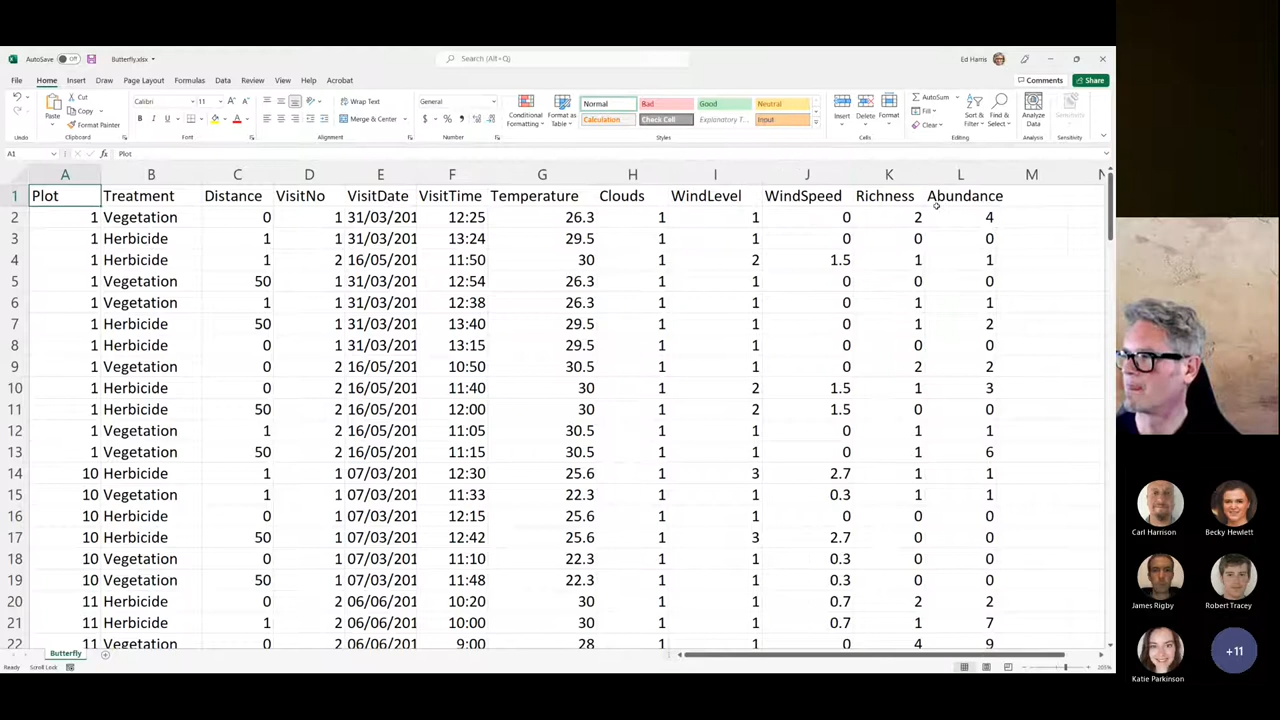 AutoSave Off Butterfly.xlsx Search (Alt+Q) Ed Harris
File Home Insert Draw Page Layout Formulas Data Review View Help Acrobat Comments Share
Cut Calibri 11 Wrap Text General Normal Bad Good Neutral AutoSum
Paste Copy Fill
Format Painter Merge & Center Conditional Formatting Format as Table Calculation Check Cell Explanatory T... Input Insert Delete Format Clear Sort & Filter Find & Select Analyze Data Sensitivity
Undo Clipboard Font Alignment Number Styles Cells Editing Analysis Sensitivity
A1 fx Plot
A B C D E F G H I J K L M N
1 Plot Treatment Distance VisitNo VisitDate VisitTime Temperature Clouds WindLevel WindSpeed Richness Abundance
2 1 Vegetation 0 1 31/03/201 12:25 26.3 1 1 0 2 4
3 1 Herbicide 1 1 31/03/201 13:24 29.5 1 1 0 0 0
4 1 Herbicide 1 2 16/05/201 11:50 30 1 2 1.5 1 1
5 1 Vegetation 50 1 31/03/201 12:54 26.3 1 1 0 0 0
6 1 Vegetation 1 1 31/03/201 12:38 26.3 1 1 0 1 1
7 1 Herbicide 50 1 31/03/201 13:40 29.5 1 1 0 1 2
8 1 Herbicide 0 1 31/03/201 13:15 29.5 1 1 0 0 0
9 1 Vegetation 0 2 16/05/201 10:50 30.5 1 1 0 2 2
10 1 Herbicide 0 2 16/05/201 11:40 30 1 2 1.5 1 3
11 1 Herbicide 50 2 16/05/201 12:00 30 1 2 1.5 0 0
12 1 Vegetation 1 2 16/05/201 11:05 30.5 1 1 0 1 1
13 1 Vegetation 50 2 16/05/201 11:15 30.5 1 1 0 1 6
14 10 Herbicide 1 1 07/03/201 12:30 25.6 1 3 2.7 1 1
15 10 Vegetation 1 1 07/03/201 11:33 22.3 1 1 0.3 1 1
16 10 Herbicide 0 1 07/03/201 12:15 25.6 1 1 0 0 0
17 10 Herbicide 50 1 07/03/201 12:42 25.6 1 3 2.7 0 0
18 10 Vegetation 0 1 07/03/201 11:10 22.3 1 1 0.3 0 0
19 10 Vegetation 50 1 07/03/201 11:48 22.3 1 1 0.3 0 0
20 11 Herbicide 0 2 06/06/201 10:20 30 1 1 0.7 2 2
21 11 Herbicide 1 2 06/06/201 10:00 30 1 1 0.7 1 7
22 11 Vegetation 0 2 06/06/201 9:00 28 1 1 0 4 9
Butterfly
Ready Scroll Lock 205%
Carl Harrison Becky Hewlett
James Rigby Robert Tracey
Katie Parkinson +11